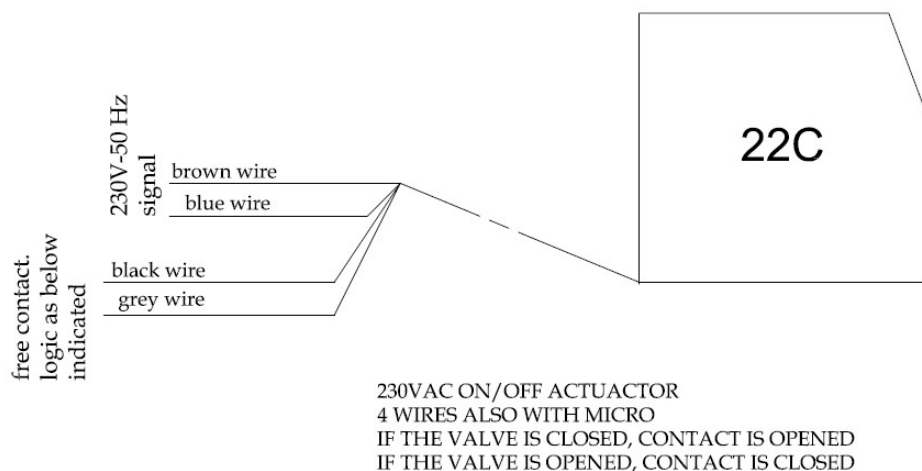 230V-50 Hz
signal
brown wire
blue wire
22C
free contact.
logic as below
indicated
black wire
grey wire
230VAC ON/OFF ACTUACTOR
4 WIRES ALSO WITH MICRO
IF THE VALVE IS CLOSED, CONTACT IS OPENED
IF THE VALVE IS OPENED, CONTACT IS CLOSED